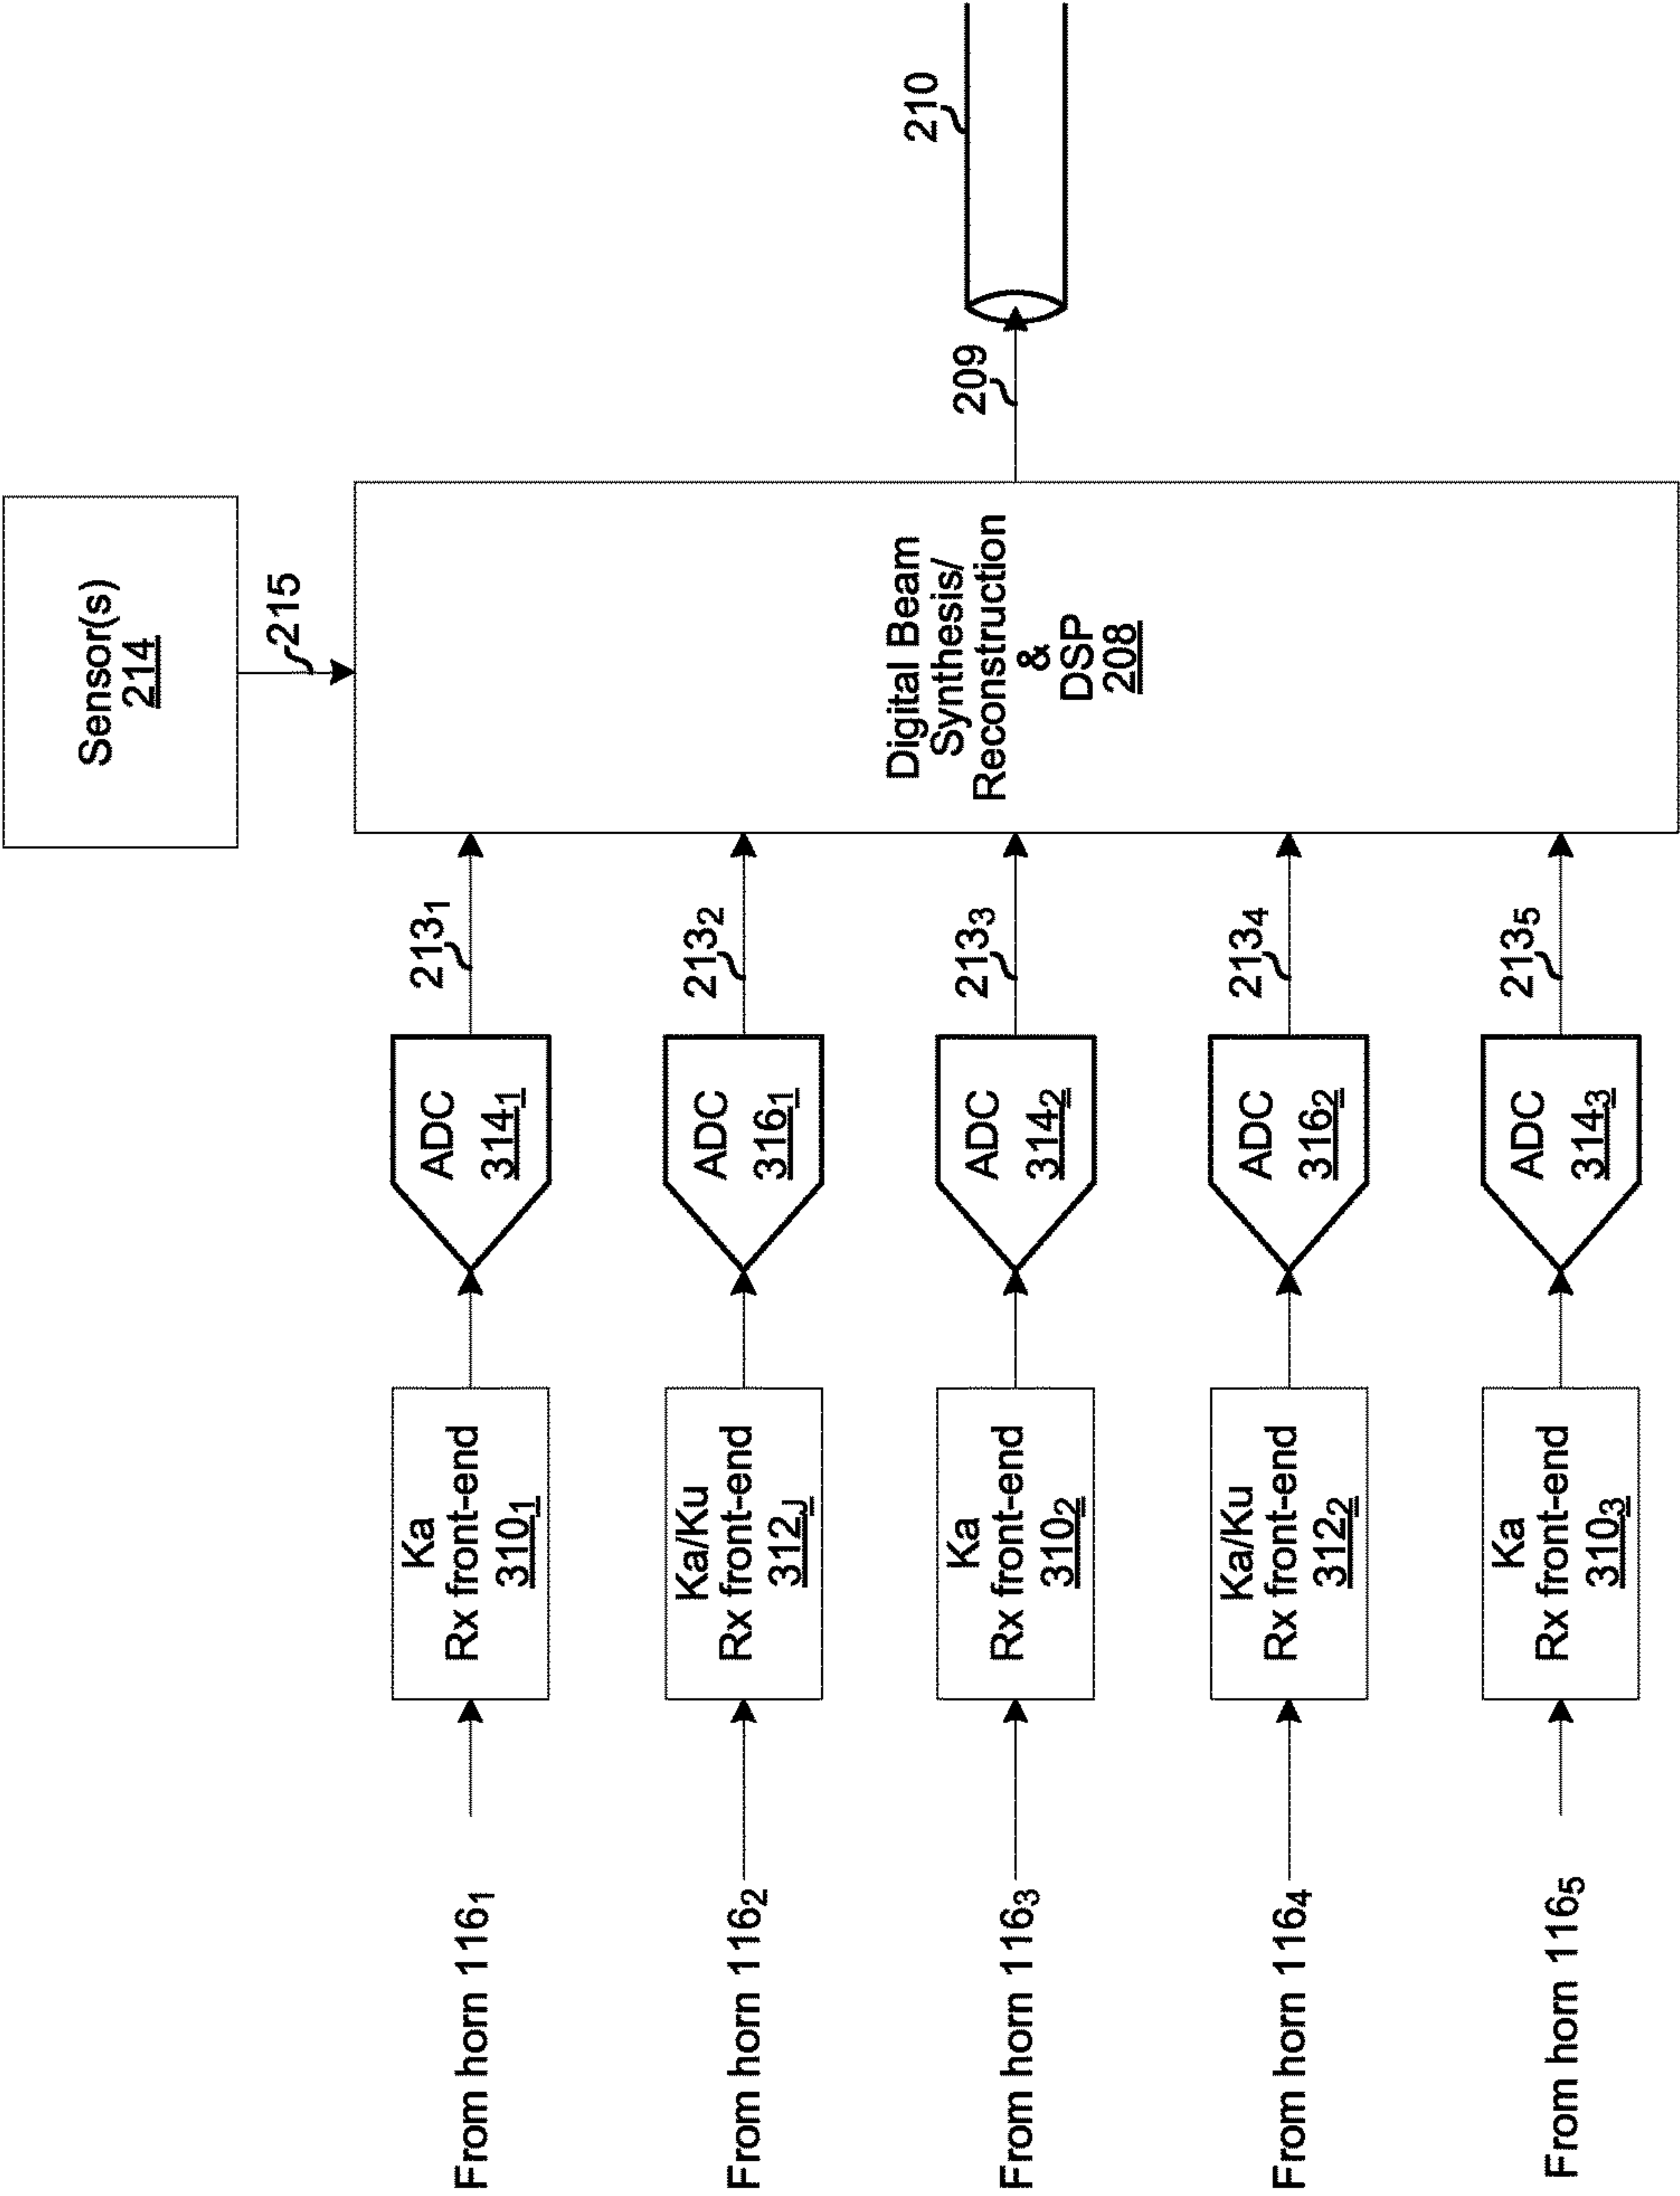 Sensor(s)
214
215
From horn 116₁
Ka
Rx front-end
310₁
ADC
314₁
213₁
From horn 116₂
Ka/Ku
Rx front-end
312J
ADC
316₁
213₂
From horn 116₃
Ka
Rx front-end
310₂
ADC
314₂
213₃
From horn 116₄
Ka/Ku
Rx front-end
312₂
ADC
316₂
213₄
From horn 116₅
Ka
Rx front-end
310₃
ADC
314₃
213₅
Digital Beam
Synthesis/
Reconstruction
&
DSP
208
209
210